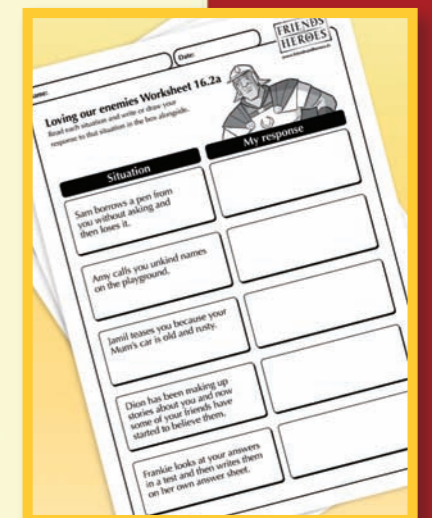 FRIENDS
HEROES
Name:
Date:
Loving our enemies Worksheet 16.2a
Read each situation and write or draw your
response to that situation in the box alongside.
Situation
My response
Sam borrows a pen from
you without asking and
then loses it.
Amy calls you unkind names
on the playground.
Jamil teases you because your
Mum's car is old and rusty.
Dion has been making up
stories about you and now
some of your friends have
started to believe them.
Frankie looks at your answers
in a test and then writes them
on her own answer sheet.